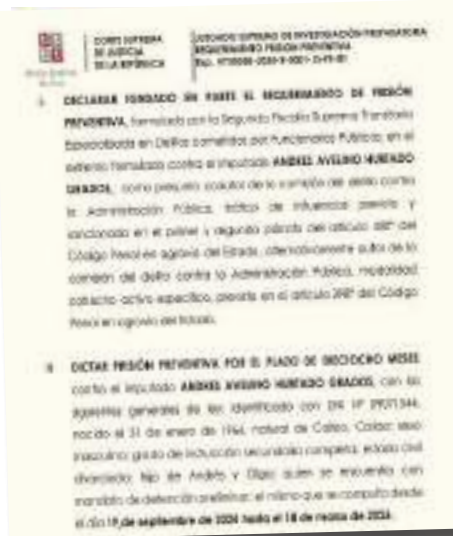 CORTE SUPREMA
DE JUSTICIA
DE LA REPÚBLICA
JUZGADO SUPREMO DE INVESTIGACIÓN PREPARATORIA
REQUERIMIENTO PRISIÓN PREVENTIVA
DECLARAR FUNDADO EN PARTE EL REQUERIMIENTO DE PRISIÓN
PREVENTIVA, formulado por la Segunda Fiscalía Suprema Transitoria
Especializada en Delitos cometidos por Funcionarios Públicos; en el
extremo formulado contra el imputado ANDRES AVELINO HURTADO
GRADOS, como presunto coautor de la comisión del delito contra
la Administración Pública, tráfico de influencias previsto y
sancionado en el primer y segundo párrafo del artículo del
Código Penal en agravio del Estado, alternativamente autor de la
comisión del delito contra la Administración Pública, modalidad
cohecho activo específico, previsto en el artículo del Código
Penal en agravio del Estado.
II DICTAR PRISIÓN PREVENTIVA POR EL PLAZO DE DIECIOCHO MESES
contra el imputado ANDRES AVELINO HURTADO GRADOS, con las
siguientes generales de ley: identificado con DNI N°
nacido el 31 de enero de natural de Callao, Callao; sexo
masculino; grado de instrucción secundaria completa; estado civil
divorciado; hijo de Andrés y quien se encuentra con
mandato de detención preliminar; el mismo que se computa desde
el día 19 de septiembre de 2024 hasta el 18 de marzo de 2026.